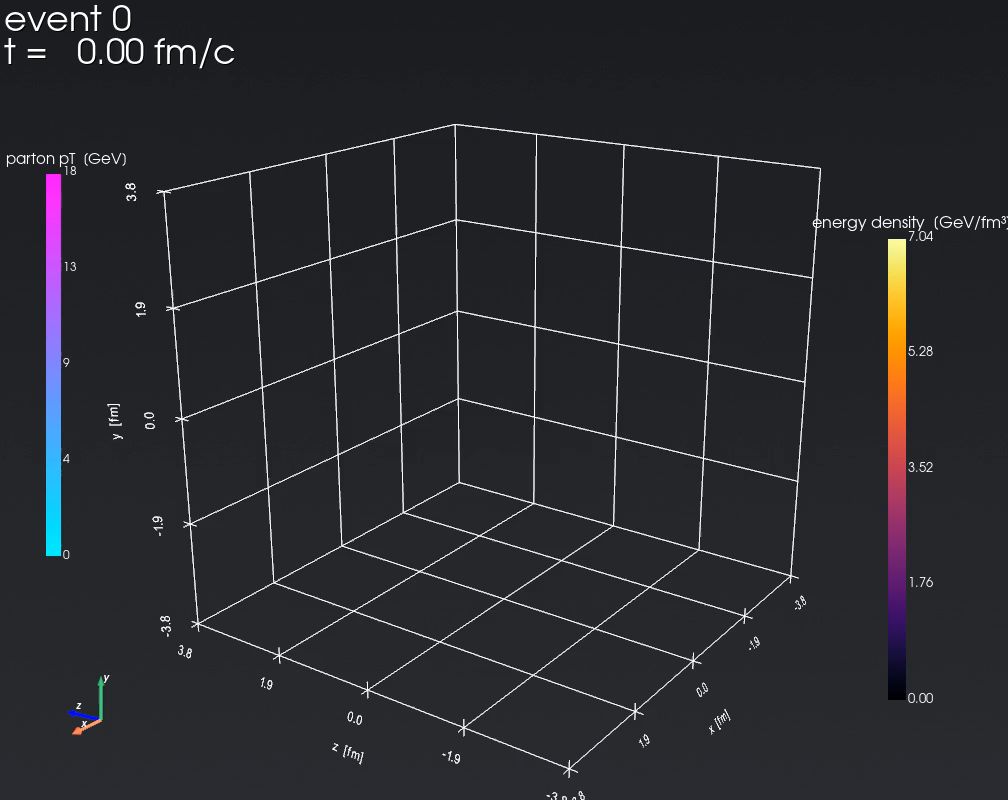 event 0
t = 0.00 fm/c
parton pT [GeV]
18
13
9
4
0
energy density [GeV/fm³]
7.04
5.28
3.52
1.76
0.00
3.8
1.9
0.0
-1.9
-3.8
y [fm]
3.8
1.9
0.0
-1.9
z [fm]
-3.8
-1.9
0.0
1.9
x [fm]
y
z
x